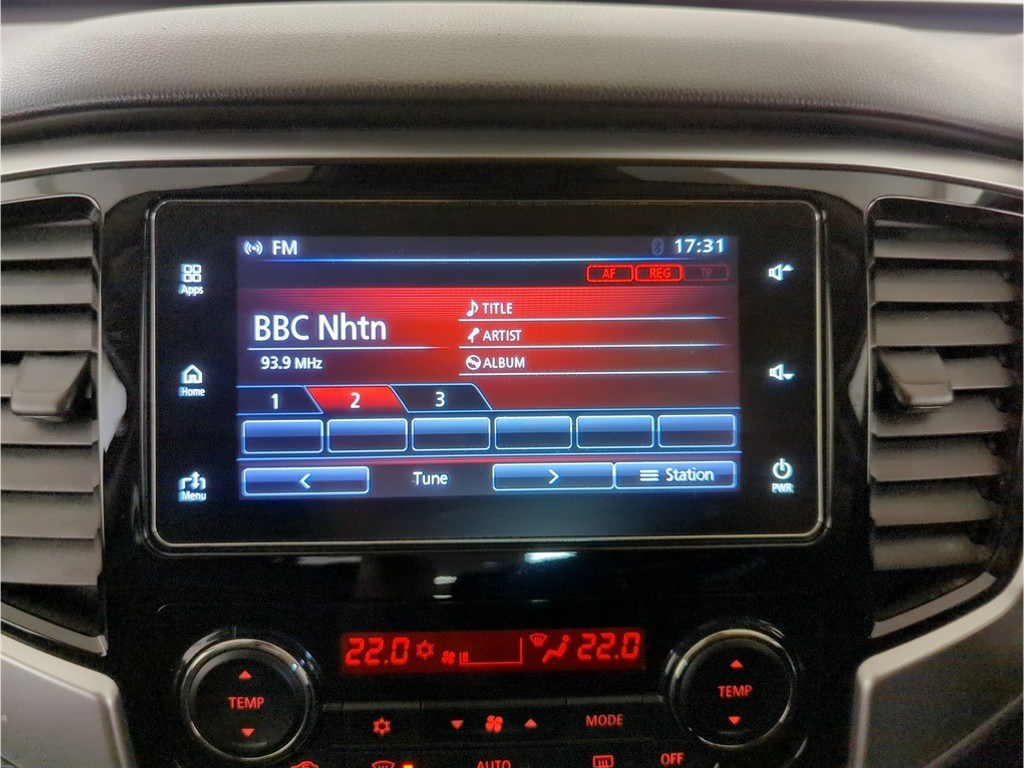 FM 17:31
AF REG TP
Apps
TITLE
BBC Nhtn
ARTIST
93.9 MHz
ALBUM
Home
1 2 3
< Tune > Station
Menu
PWR
22.0 22.0
TEMP
TEMP
MODE
AUTO
OFF